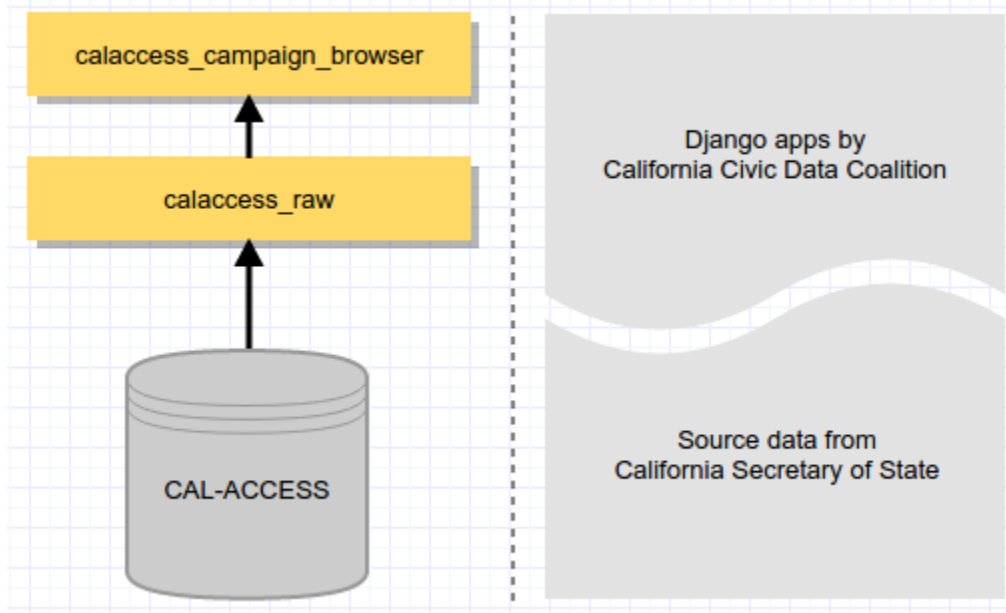 calaccess_campaign_browser
calaccess_raw
CAL-ACCESS
Django apps by
California Civic Data Coalition
Source data from
California Secretary of State